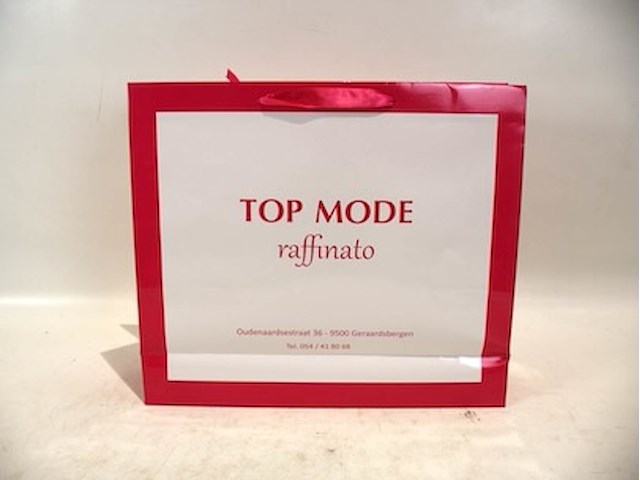 TOP MODE
raffinato
Oudenaardsestraat 36 - 9500 Geraardsbergen
Tel. 054 / 41 80 68